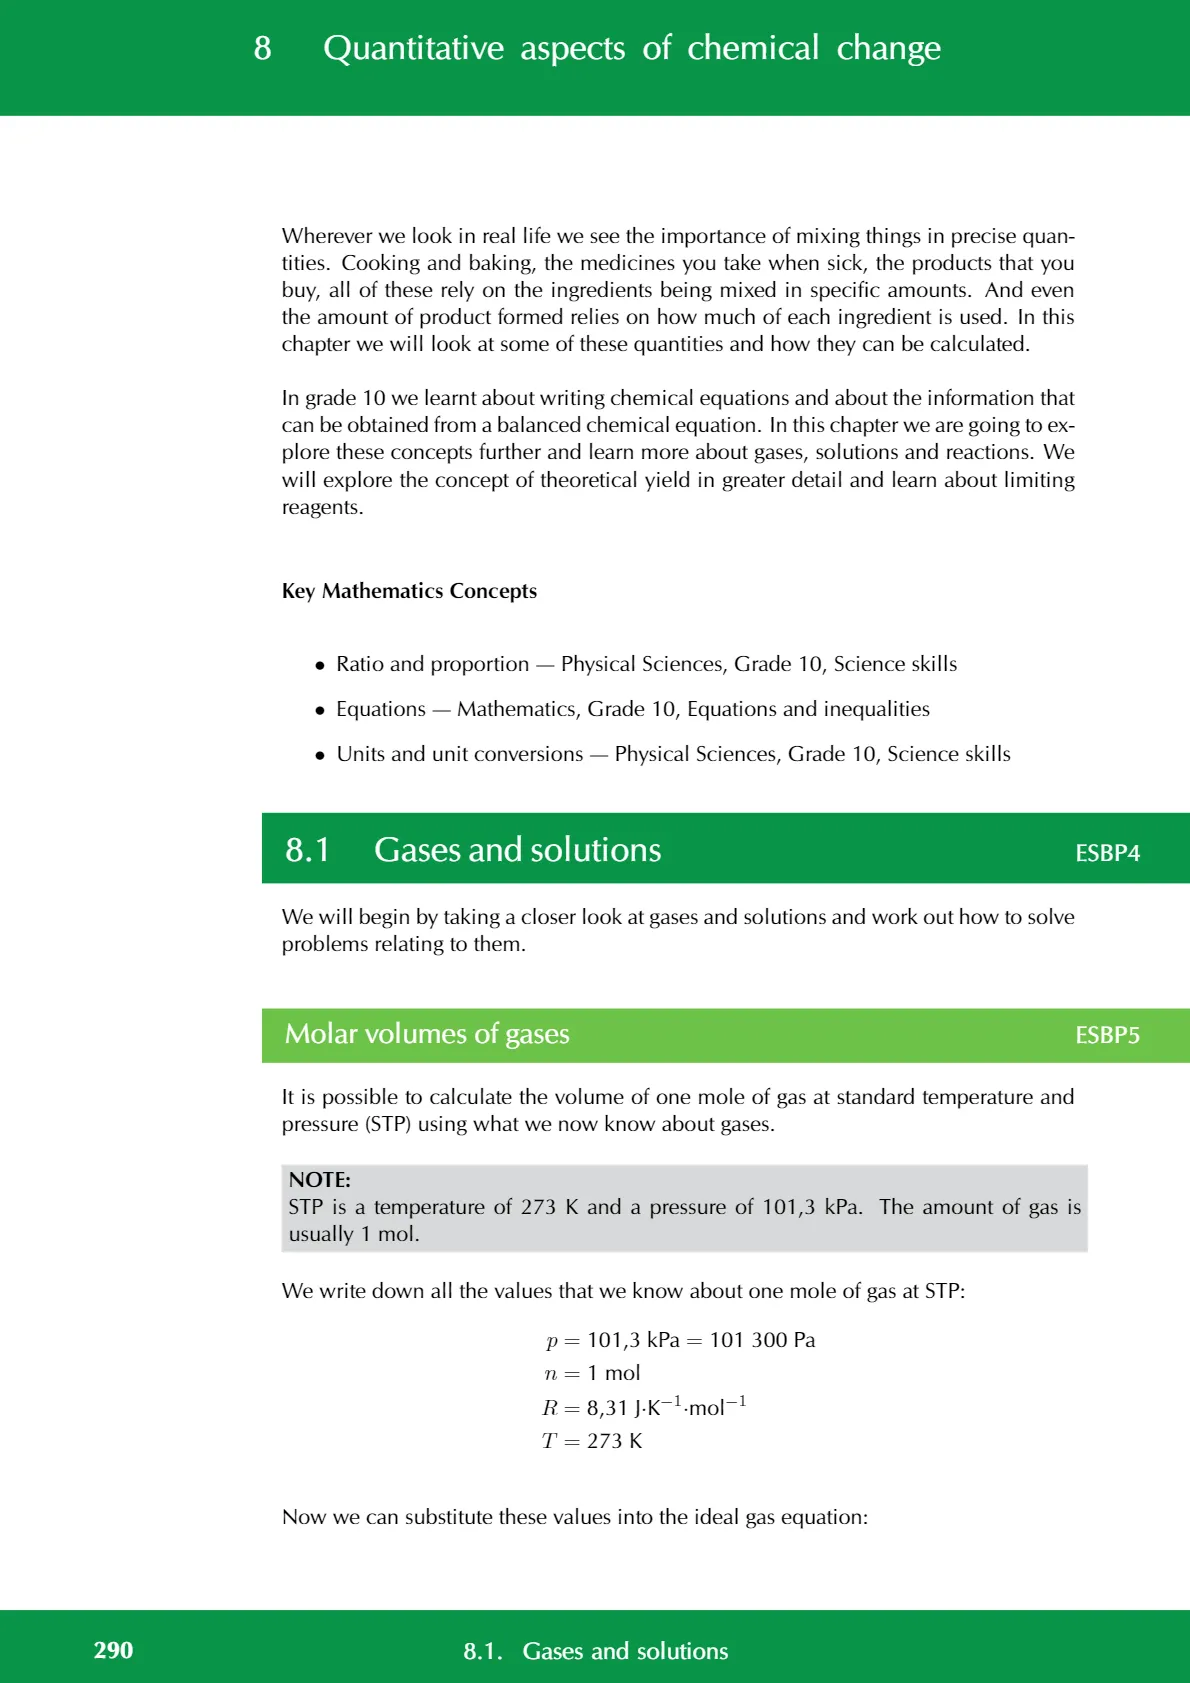 8 Quantitative aspects of chemical change
Wherever we look in real life we see the importance of mixing things in precise quan-
tities. Cooking and baking, the medicines you take when sick, the products that you
buy, all of these rely on the ingredients being mixed in specific amounts. And even
the amount of product formed relies on how much of each ingredient is used. In this
chapter we will look at some of these quantities and how they can be calculated.
In grade 10 we learnt about writing chemical equations and about the information that
can be obtained from a balanced chemical equation. In this chapter we are going to ex-
plore these concepts further and learn more about gases, solutions and reactions. We
will explore the concept of theoretical yield in greater detail and learn about limiting
reagents.
Key Mathematics Concepts
• Ratio and proportion — Physical Sciences, Grade 10, Science skills
• Equations — Mathematics, Grade 10, Equations and inequalities
• Units and unit conversions — Physical Sciences, Grade 10, Science skills
8.1 Gases and solutions ESBP4
We will begin by taking a closer look at gases and solutions and work out how to solve
problems relating to them.
Molar volumes of gases ESBP5
It is possible to calculate the volume of one mole of gas at standard temperature and
pressure (STP) using what we now know about gases.
NOTE:
STP is a temperature of 273 K and a pressure of 101,3 kPa. The amount of gas is
usually 1 mol.
We write down all the values that we know about one mole of gas at STP:
p = 101,3 kPa = 101 300 Pa
n = 1 mol
R = 8,31 J·K⁻¹·mol⁻¹
T = 273 K
Now we can substitute these values into the ideal gas equation:
290 8.1. Gases and solutions